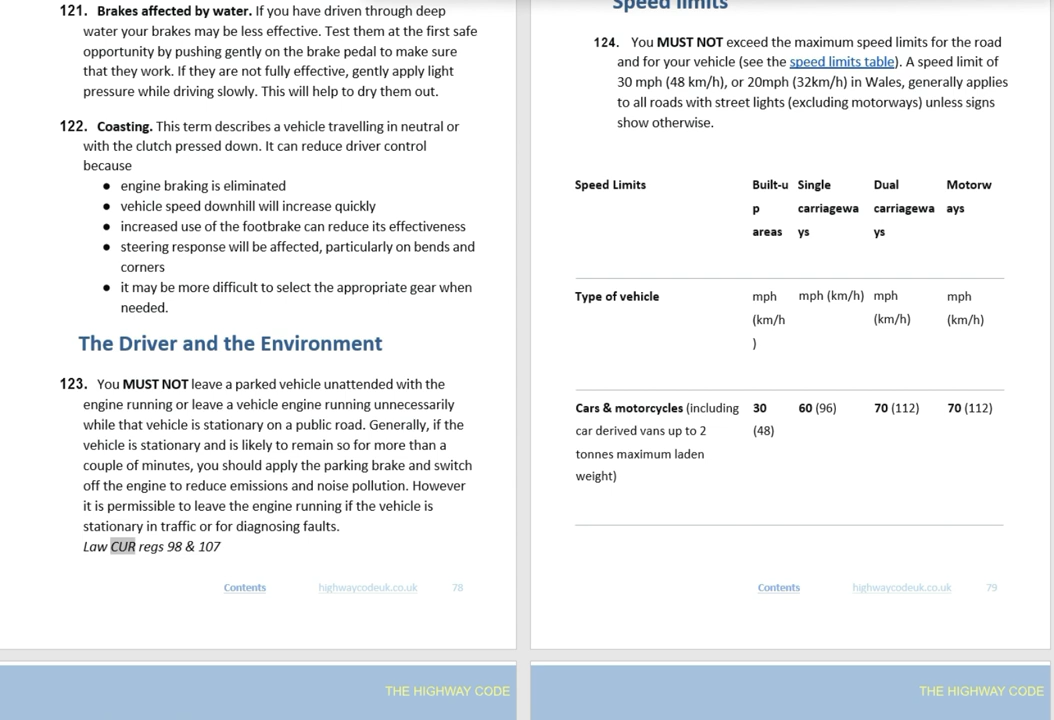 121. Brakes affected by water. If you have driven through deep
water your brakes may be less effective. Test them at the first safe
opportunity by pushing gently on the brake pedal to make sure
that they work. If they are not fully effective, gently apply light
pressure while driving slowly. This will help to dry them out.
122. Coasting. This term describes a vehicle travelling in neutral or
with the clutch pressed down. It can reduce driver control
because
● engine braking is eliminated
● vehicle speed downhill will increase quickly
● increased use of the footbrake can reduce its effectiveness
● steering response will be affected, particularly on bends and
corners
● it may be more difficult to select the appropriate gear when
needed.
The Driver and the Environment
123. You MUST NOT leave a parked vehicle unattended with the
engine running or leave a vehicle engine running unnecessarily
while that vehicle is stationary on a public road. Generally, if the
vehicle is stationary and is likely to remain so for more than a
couple of minutes, you should apply the parking brake and switch
off the engine to reduce emissions and noise pollution. However
it is permissible to leave the engine running if the vehicle is
stationary in traffic or for diagnosing faults.
Law CUR regs 98 & 107
Contents highwaycodeuk.co.uk 78
THE HIGHWAY CODE
Speed limits
124. You MUST NOT exceed the maximum speed limits for the road
and for your vehicle (see the speed limits table). A speed limit of
30 mph (48 km/h), or 20mph (32km/h) in Wales, generally applies
to all roads with street lights (excluding motorways) unless signs
show otherwise.
Speed Limits Built-u Single Dual Motorw
p carriagewa carriagewa ays
areas ys ys
Type of vehicle mph mph (km/h) mph mph
(km/h (km/h) (km/h)
)
Cars & motorcycles (including 30 60 (96) 70 (112) 70 (112)
car derived vans up to 2 (48)
tonnes maximum laden
weight)
Contents highwaycodeuk.co.uk 79
THE HIGHWAY CODE